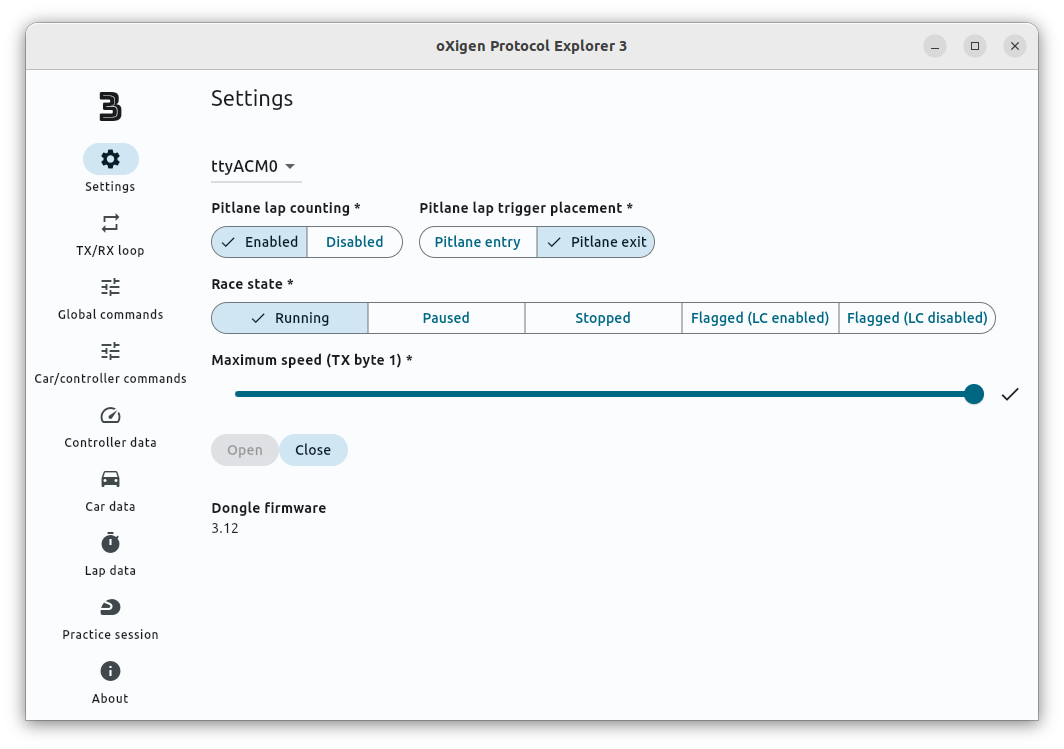 oXigen Protocol Explorer 3
3
Settings
TX/RX loop
Global commands
Car/controller commands
Controller data
Car data
Lap data
Practice session
About
Settings
ttyACM0
Pitlane lap counting * Pitlane lap trigger placement *
Enabled Disabled Pitlane entry Pitlane exit
Race state *
Running Paused Stopped Flagged (LC enabled) Flagged (LC disabled)
Maximum speed (TX byte 1) *
Open Close
Dongle firmware
3.12